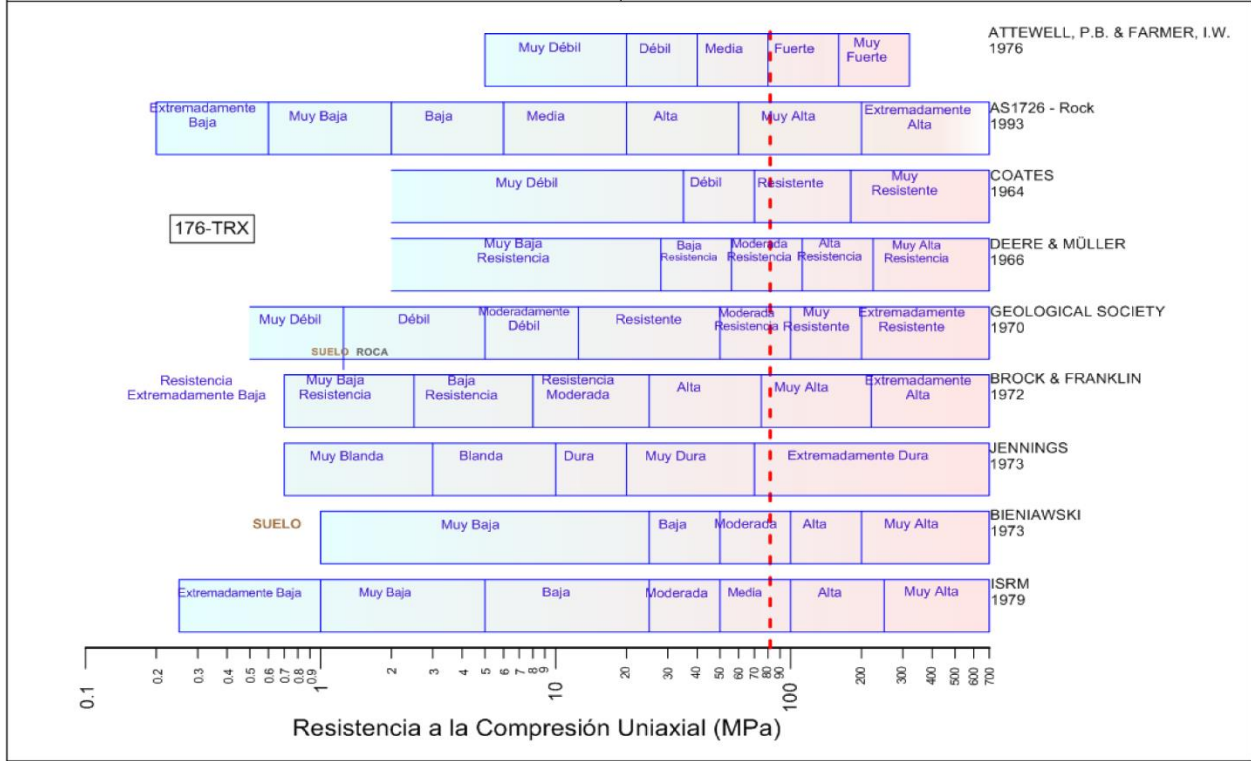 Muy Débil
Débil
Media
Fuerte
Muy
Fuerte
ATTEWELL, P.B. & FARMER, I.W.
1976
Extremadamente
Baja
Muy Baja
Baja
Media
Alta
Muy Alta
Extremadamente
Alta
AS1726 - Rock
1993
Muy Débil
Débil
Resistente
Muy
Resistente
COATES
1964
176-TRX
Muy Baja
Resistencia
Baja
Resistencia
Moderada
Resistencia
Alta
Resistencia
Muy Alta
Resistencia
DEERE & MÜLLER
1966
Muy Débil
Débil
Moderadamente
Débil
Resistente
Moderada
Resistencia
Muy
Resistente
Extremadamente
Resistente
GEOLOGICAL SOCIETY
1970
SUELO ROCA
Resistencia
Extremadamente Baja
Muy Baja
Resistencia
Baja
Resistencia
Resistencia
Moderada
Alta
Muy Alta
Extremadamente
Alta
BROCK & FRANKLIN
1972
Muy Blanda
Blanda
Dura
Muy Dura
Extremadamente Dura
JENNINGS
1973
SUELO
Muy Baja
Baja
Moderada
Alta
Muy Alta
BIENIAWSKI
1973
Extremadamente Baja
Muy Baja
Baja
Moderada
Media
Alta
Muy Alta
ISRM
1979
0.1 0.2 0.3 0.4 0.5 0.6 0.7 0.8 0.9 1 2 3 4 5 6 7 8 9 10 20 30 40 50 60 70 80 90 100 200 300 400 500 600 700
Resistencia a la Compresión Uniaxial (MPa)